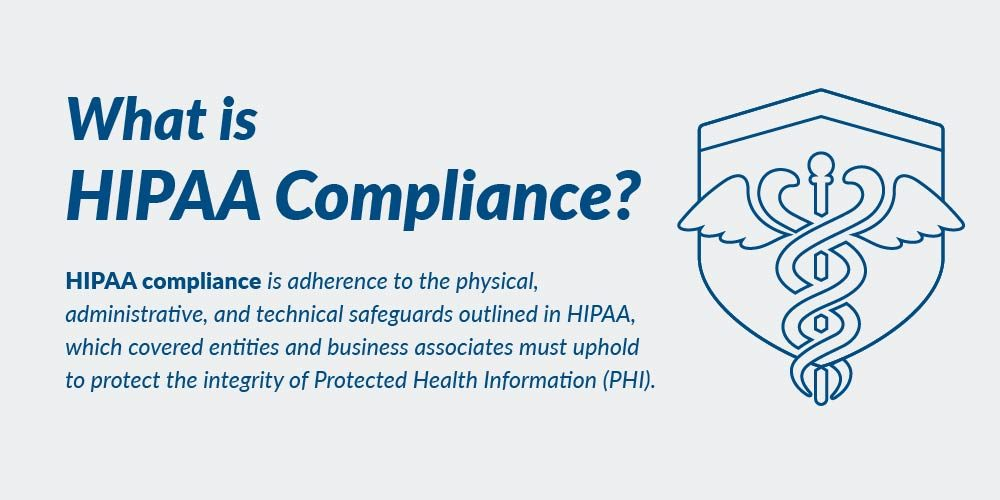 What is
HIPAA Compliance?
HIPAA compliance is adherence to the physical,
administrative, and technical safeguards outlined in HIPAA,
which covered entities and business associates must uphold
to protect the integrity of Protected Health Information (PHI).